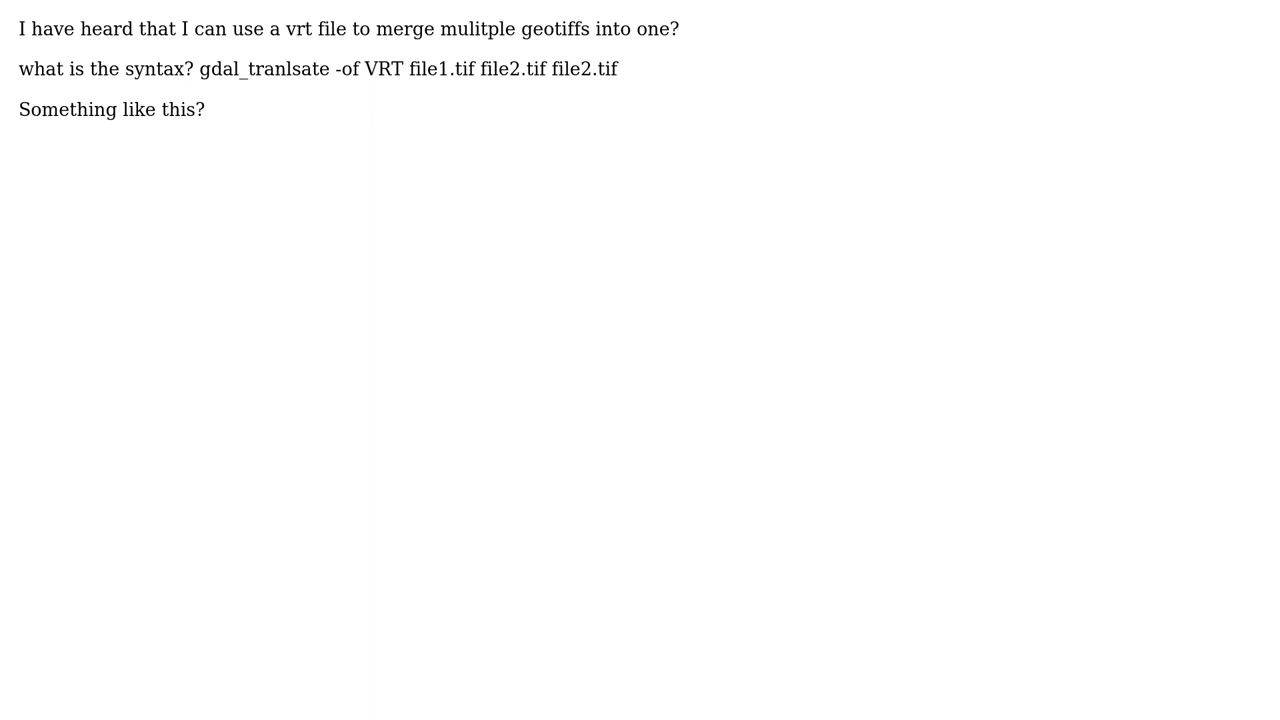 I have heard that I can use a vrt file to merge mulitple geotiffs into one?
what is the syntax? gdal_tranlsate -of VRT file1.tif file2.tif file2.tif
Something like this?